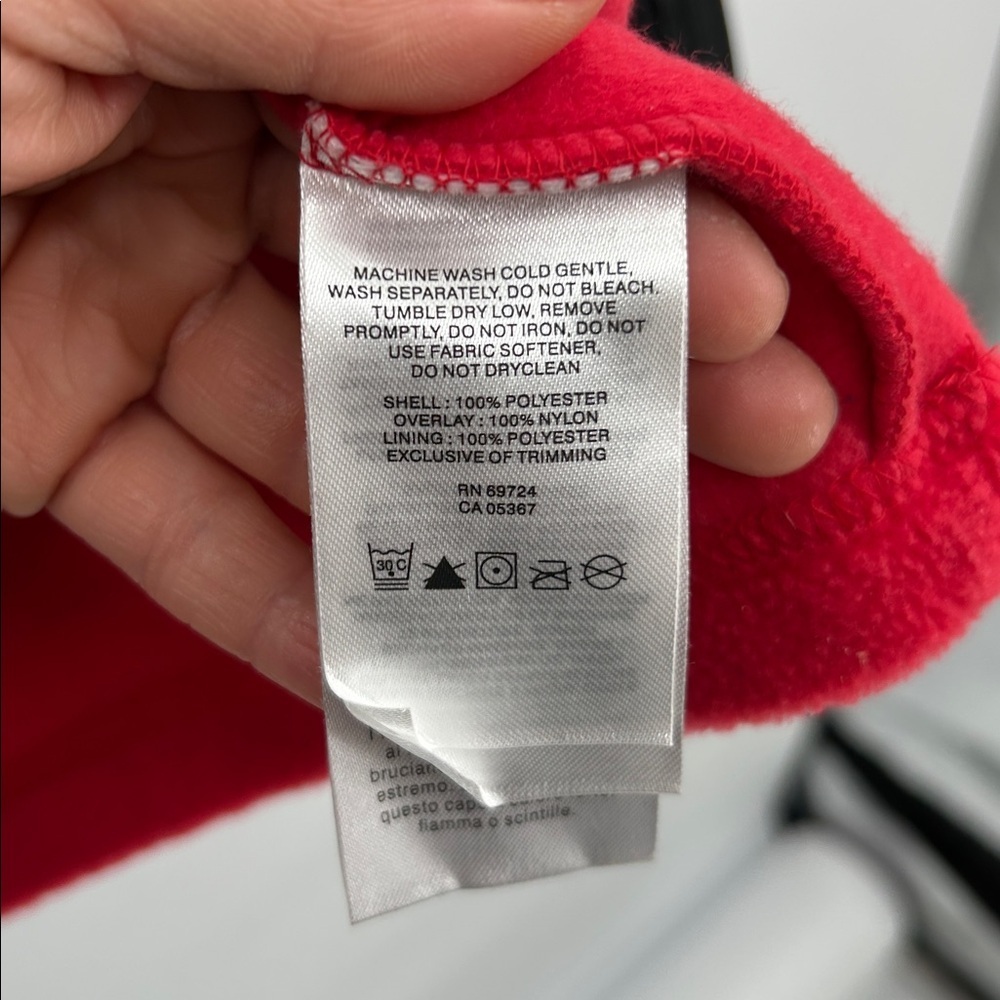 MACHINE WASH COLD GENTLE,
WASH SEPARATELY, DO NOT BLEACH.
TUMBLE DRY LOW, REMOVE
PROMPTLY, DO NOT IRON, DO NOT
USE FABRIC SOFTENER,
DO NOT DRYCLEAN
SHELL : 100% POLYESTER
OVERLAY : 100% NYLON
LINING : 100% POLYESTER
EXCLUSIVE OF TRIMMING
RN 69724
CA 05367
30 C
estremo.
questo
fiamma o scintille.